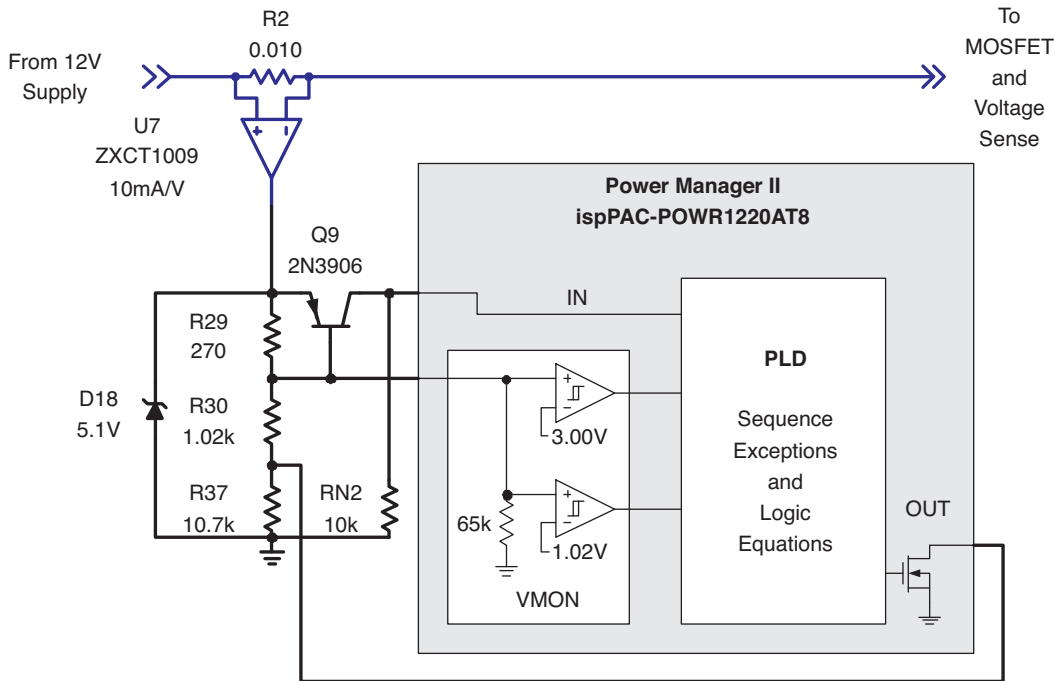 R2
0.010
From 12V
Supply
To
MOSFET
and
Voltage
Sense
+
–
U7
ZXCT1009
10mA/V
Power Manager II
ispPAC-POWR1220AT8
Q9
2N3906
IN
R29
270
PLD
Sequence
Exceptions
and
Logic
Equations
D18
5.1V
R30
1.02k
+
–
3.00V
R37
10.7k
RN2
10k
65k
+
–
1.02V
VMON
OUT